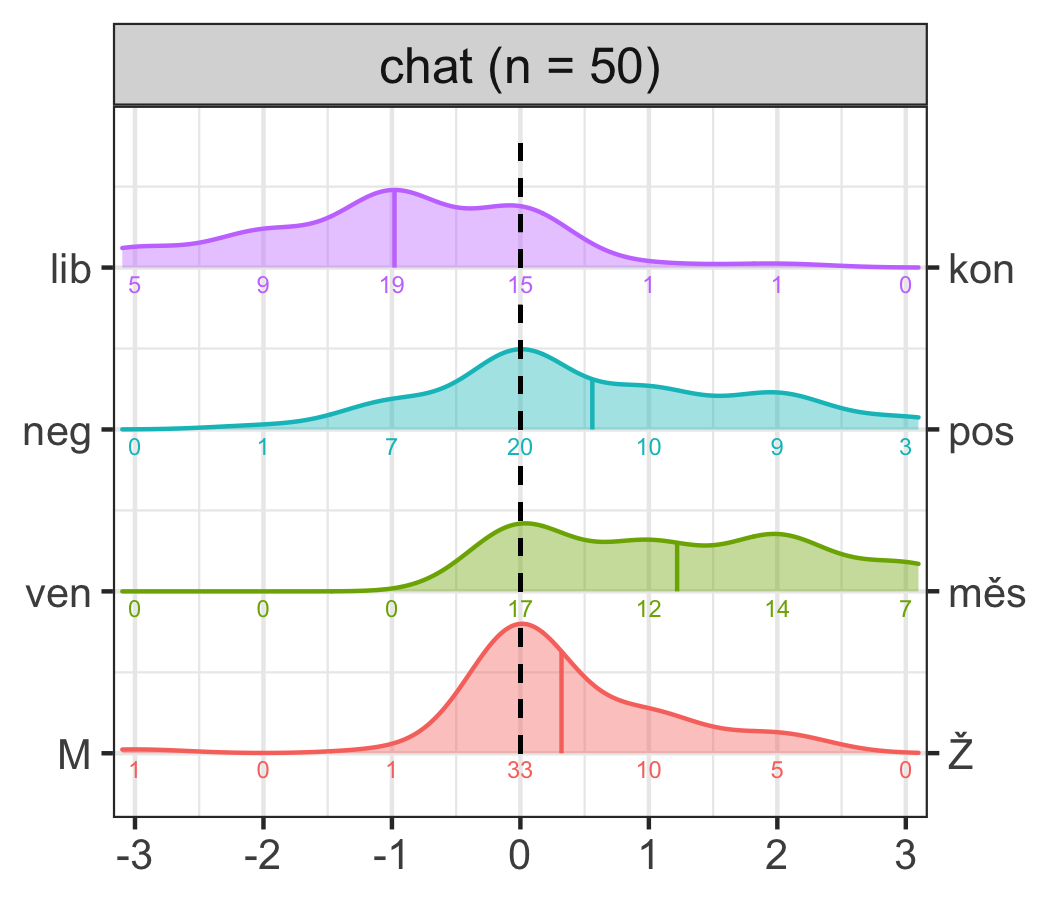 chat (n = 50)
lib kon
5 9 19 15 1 1 0
neg pos
0 1 7 20 10 9 3
ven měs
0 0 0 17 12 14 7
M Ž
1 0 1 33 10 5 0
-3 -2 -1 0 1 2 3